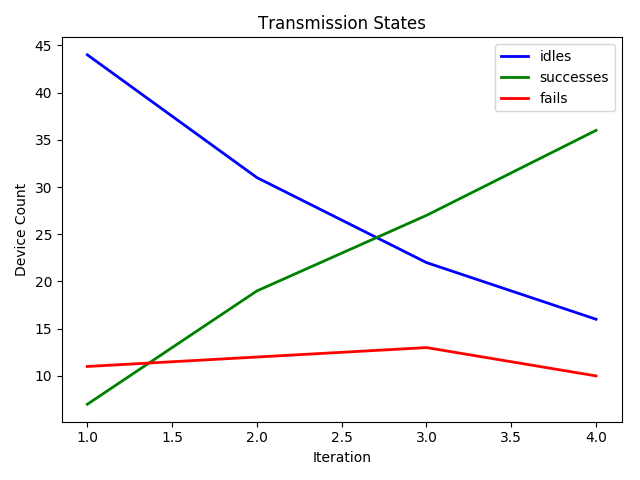 Transmission States
idles
successes
fails
Device Count
45
40
35
30
25
20
15
10
1.0 1.5 2.0 2.5 3.0 3.5 4.0
Iteration